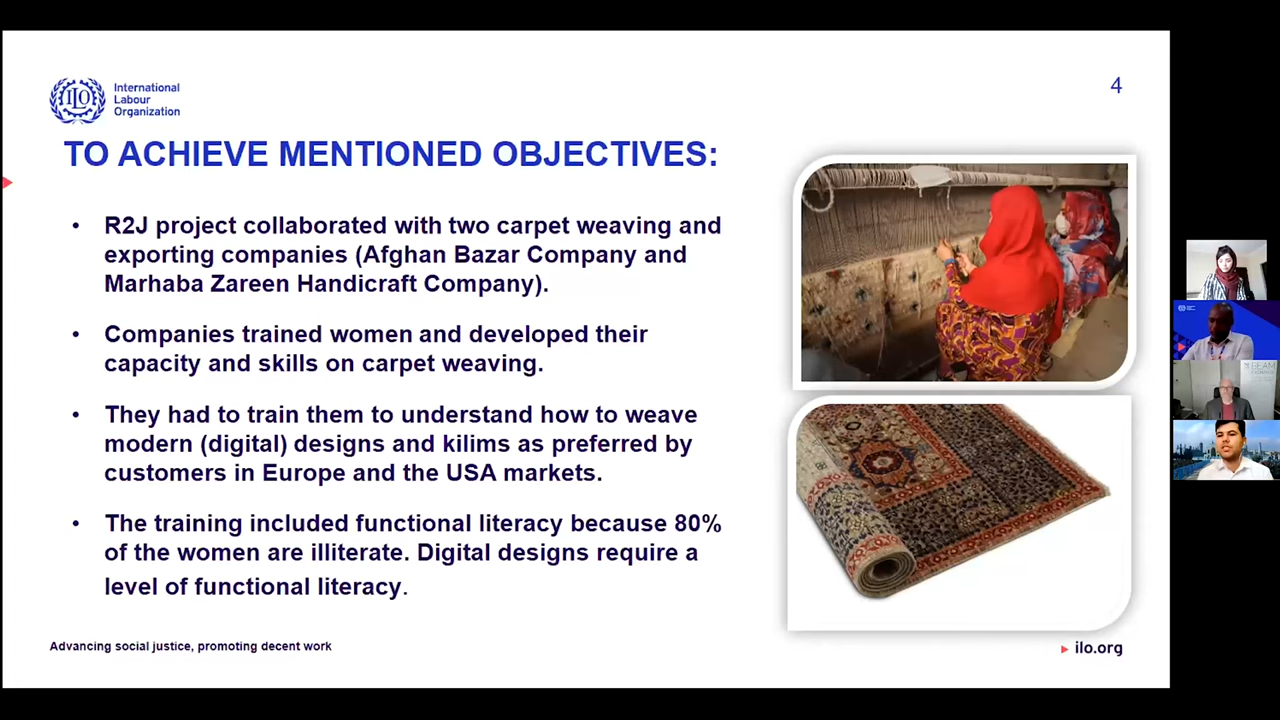 International
Labour
Organization
4
TO ACHIEVE MENTIONED OBJECTIVES:
• R2J project collaborated with two carpet weaving and
exporting companies (Afghan Bazar Company and
Marhaba Zareen Handicraft Company).
• Companies trained women and developed their
capacity and skills on carpet weaving.
• They had to train them to understand how to weave
modern (digital) designs and kilims as preferred by
customers in Europe and the USA markets.
• The training included functional literacy because 80%
of the women are illiterate. Digital designs require a
level of functional literacy.
Advancing social justice, promoting decent work
ilo.org